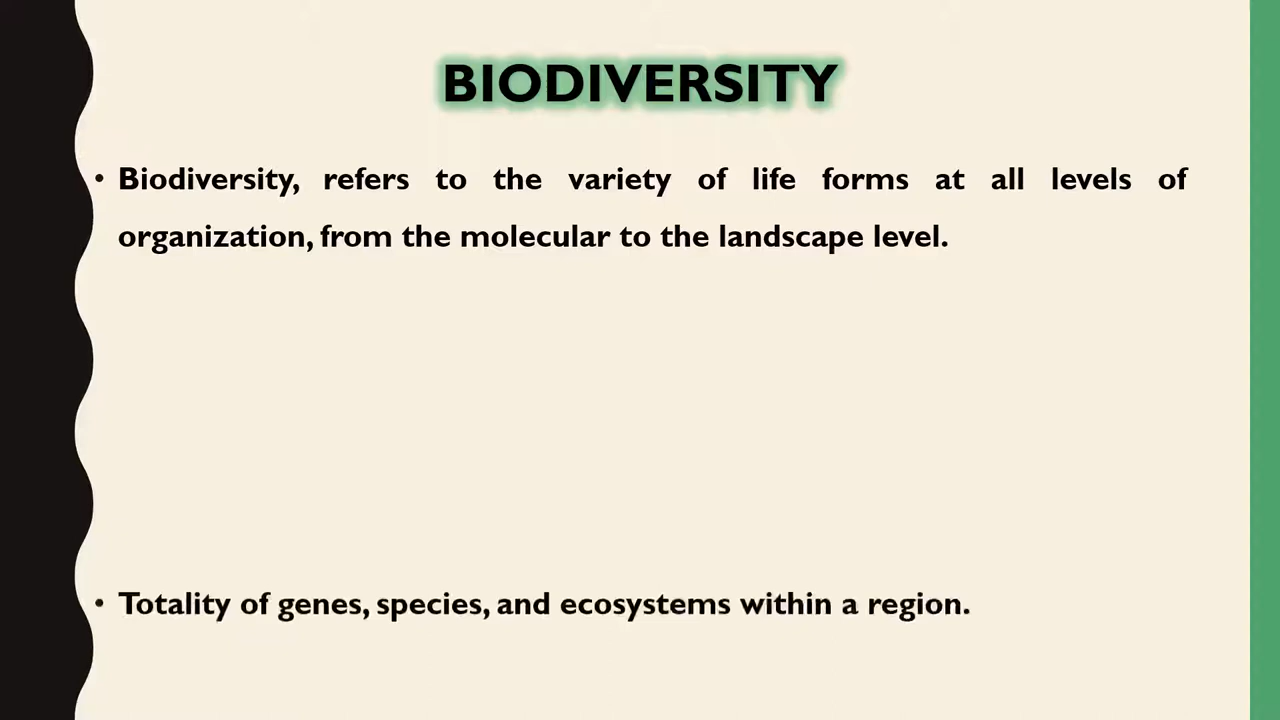 BIODIVERSITY
• Biodiversity, refers to the variety of life forms at all levels of
organization, from the molecular to the landscape level.
• Totality of genes, species, and ecosystems within a region.